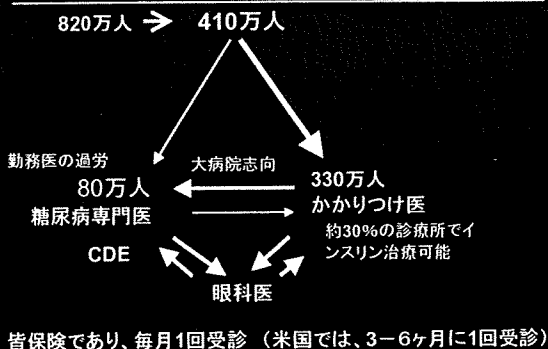 820万人 410万人
勤務医の過労
大病院志向
80万人
糖尿病専門医
330万人
かかりつけ医
約30%の診療所でイ
ンスリン治療可能
CDE
眼科医
皆保険であり、毎月1回受診 （米国では、3－6ヶ月に1回受診）